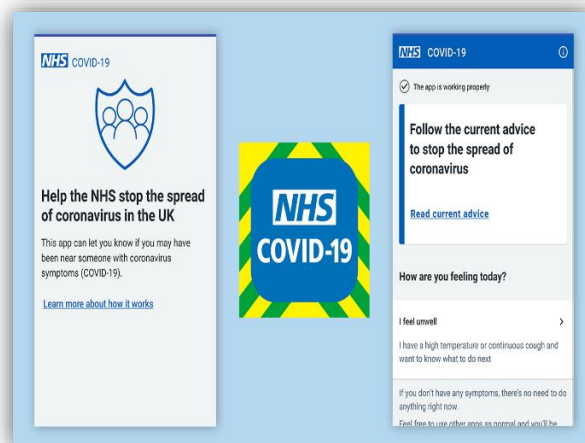 NHS COVID-19
Help the NHS stop the spread
of coronavirus in the UK
This app can let you know if you may have
been near someone with coronavirus
symptoms (COVID-19).
Learn more about how it works
NHS
COVID-19
NHS COVID-19
The app is working properly
Follow the current advice
to stop the spread of
coronavirus
Read current advice
How are you feeling today?
I feel unwell
I have a high temperature or continuous cough and
want to know what to do next
If you don't have any symptoms, there's no need to do
anything right now.
Feel free to use other apps as normal and you'll be